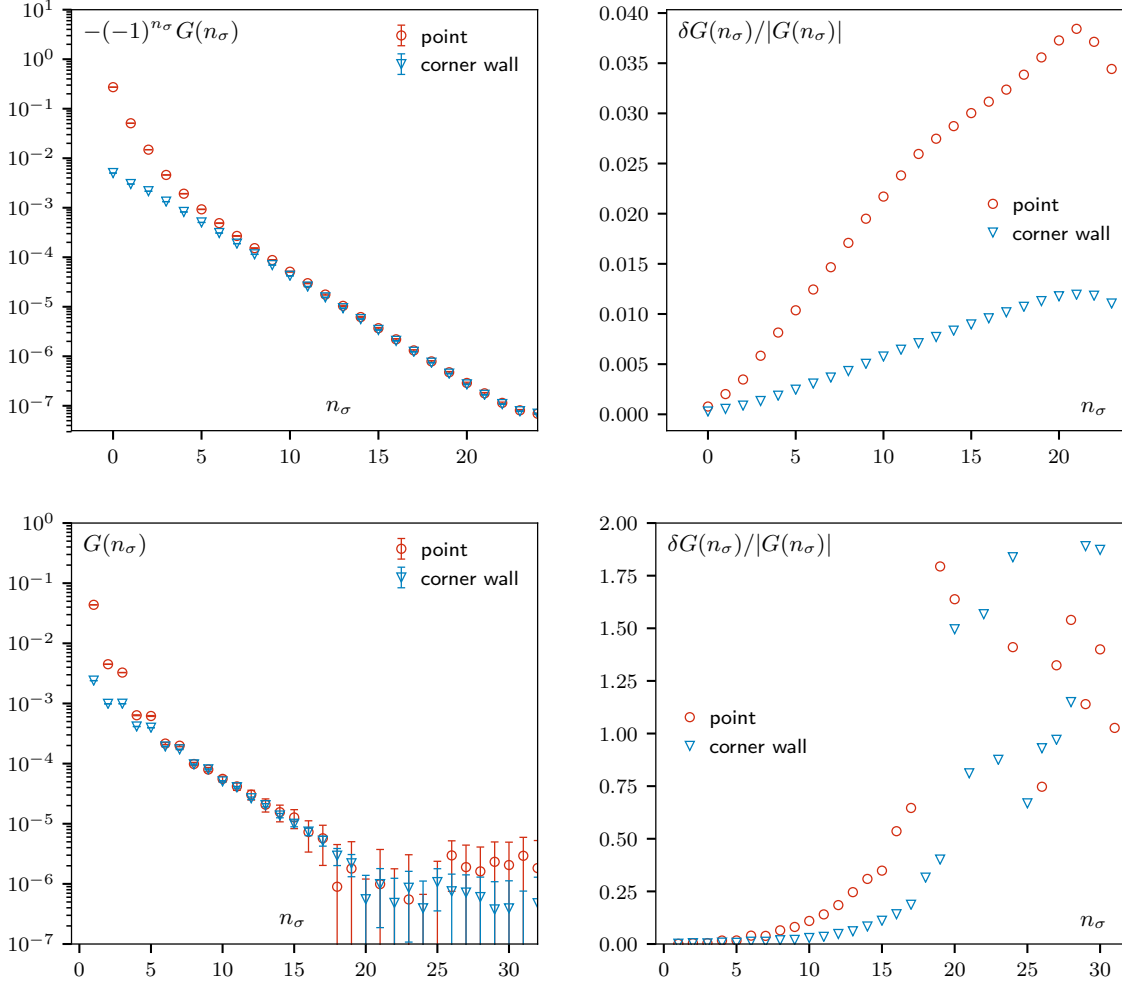 −(−1)^{n_σ} G(n_σ)
point
corner wall
10^1
10^0
10^{−1}
10^{−2}
10^{−3}
10^{−4}
10^{−5}
10^{−6}
10^{−7}
n_σ
0 5 10 15 20
δG(n_σ)/|G(n_σ)|
point
corner wall
0.040
0.035
0.030
0.025
0.020
0.015
0.010
0.005
0.000
n_σ
0 5 10 15 20
G(n_σ)
point
corner wall
10^0
10^{−1}
10^{−2}
10^{−3}
10^{−4}
10^{−5}
10^{−6}
10^{−7}
n_σ
0 5 10 15 20 25 30
δG(n_σ)/|G(n_σ)|
point
corner wall
2.00
1.75
1.50
1.25
1.00
0.75
0.50
0.25
0.00
n_σ
0 5 10 15 20 25 30